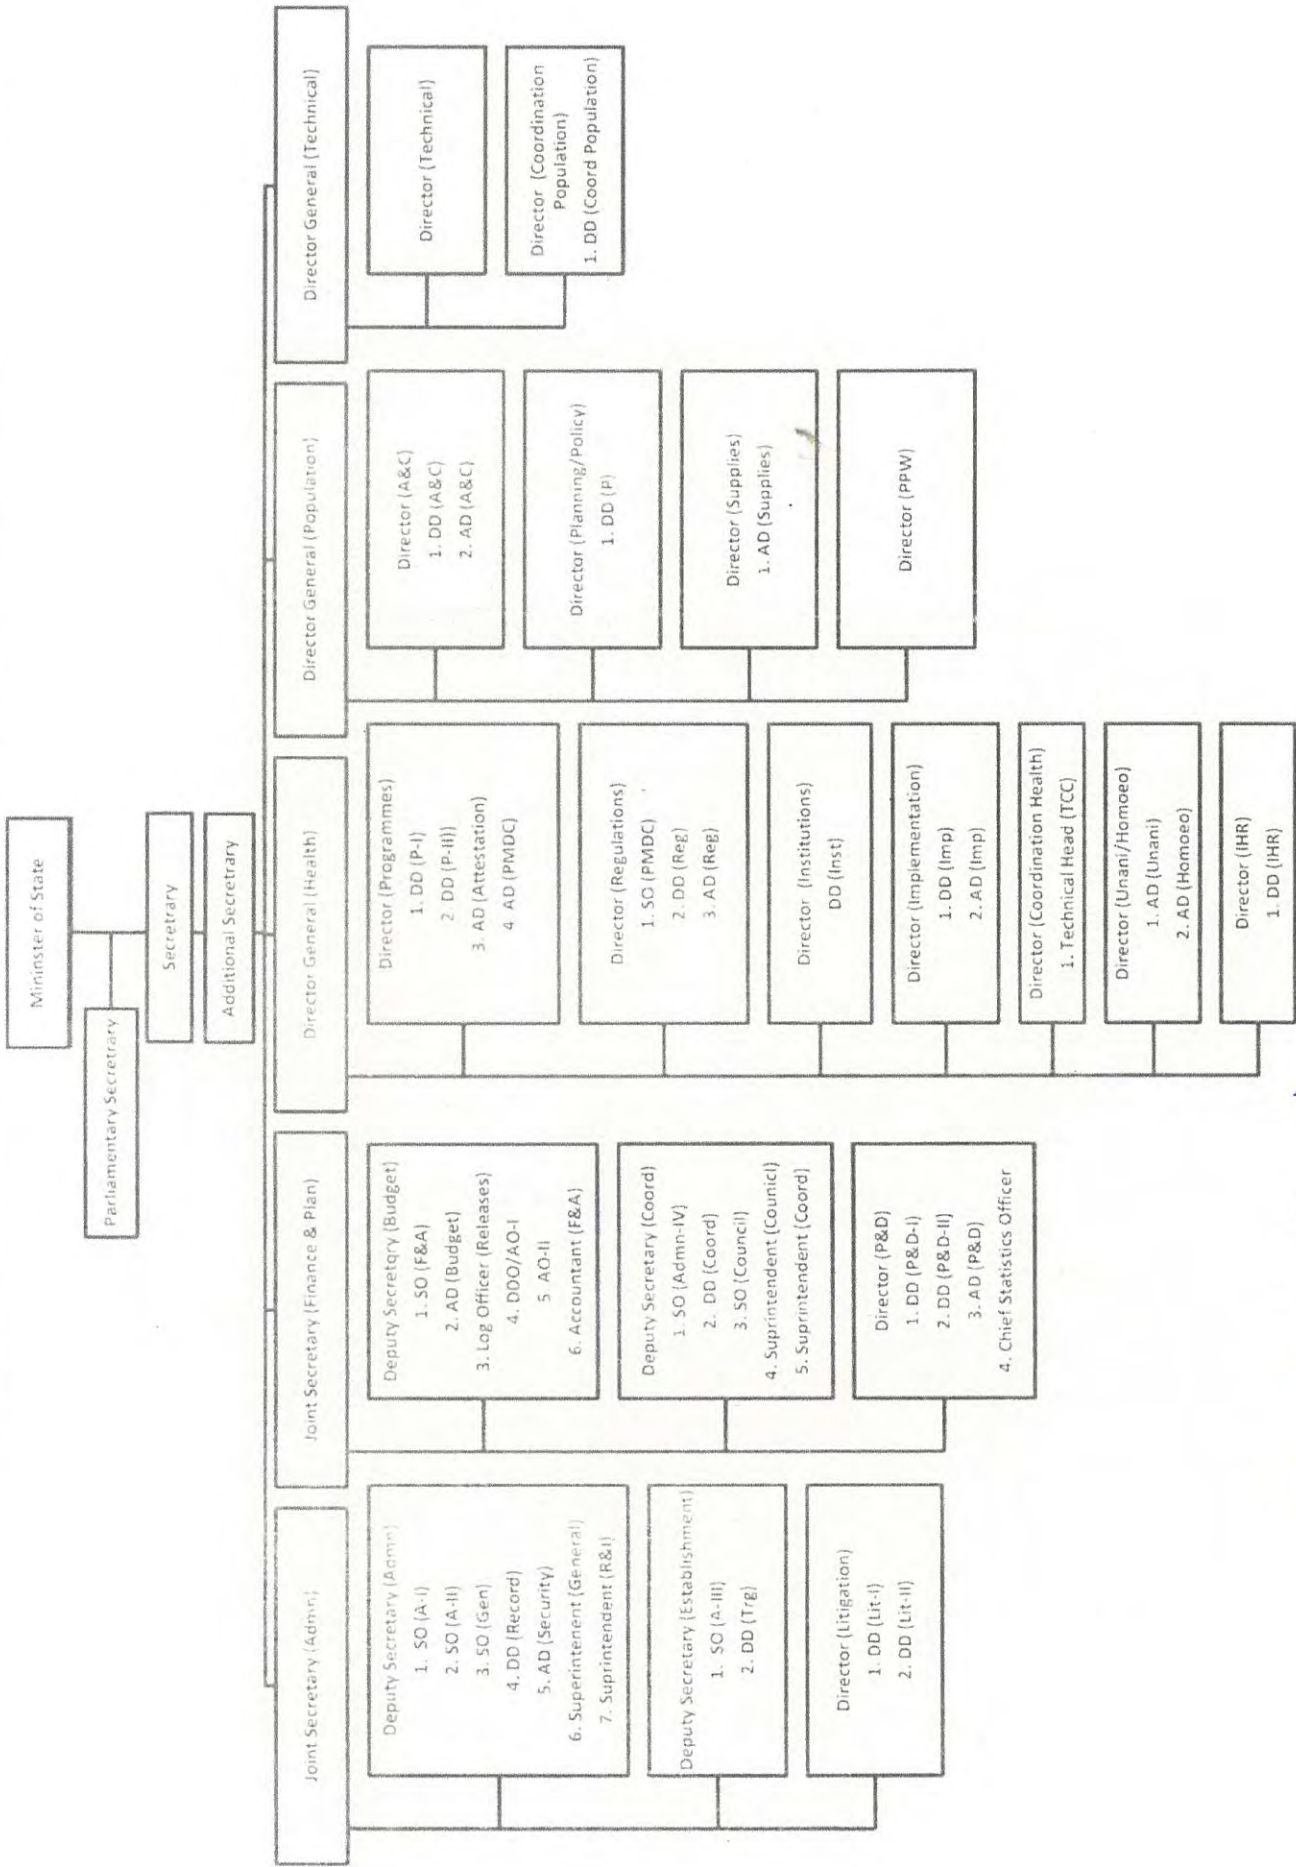 Mininster of State
Parliamentary Secretrary
Secretrary
Additional Secretrary
Joint Secretary (Admn)
Deputy Secretary (Admn)
1. SO (A-I)
2. SO (A-II)
3. SO (Gen)
4. DD (Record)
5. AD (Security)
6. Superintenent (General)
7. Suprintendent (R&I)
Deputy Secretary (Establishment)
1. SO (A-III)
2. DD (Trg)
Director (Litigation)
1. DD (Lit-I)
2. DD (Lit-II)
Joint Secretary (Finance & Plan)
Deputy Secretqry (Budget)
1. SO (F&A)
2. AD (Budget)
3. Log Officer (Releases)
4. DDO/AO-I
5 AO-II
6. Accountant (F&A)
Deputy Secretary (Coord)
1. SO (Admn-IV)
2. DD (Coord)
3. SO (Council)
4. Suprintendent (Counicl)
5. Suprintendent (Coord)
Director (P&D)
1. DD (P&D-I)
2. DD (P&D-II)
3. AD (P&D)
4. Chief Statistics Officer
Director General (Health)
Director (Programmes)
1. DD (P-I)
2 DD (P-II))
3. AD (Attestation)
4 AD (PMDC)
Director (Regulations)
1. SO (PMDC)
2. DD (Reg)
3. AD (Reg)
Director (Institutions)
DD (Inst)
Director (Implementation)
1. DD (Imp)
2. AD (Imp)
Director (Coordination Health)
1. Technical Head (TCC)
Director (Unani/Homoeo)
1. AD (Unani)
2. AD (Homoeo)
Director (IHR)
1. DD (IHR)
Director General (Population)
Director (A&C)
1. DD (A&C)
2. AD (A&C)
Director (Planning/Policy)
1. DD (P)
Director (Supplies)
1. AD (Supplies)
Director (PPW)
Director General (Technical)
Director (Technical)
Director (Coordination
Population)
1. DD (Coord Population)